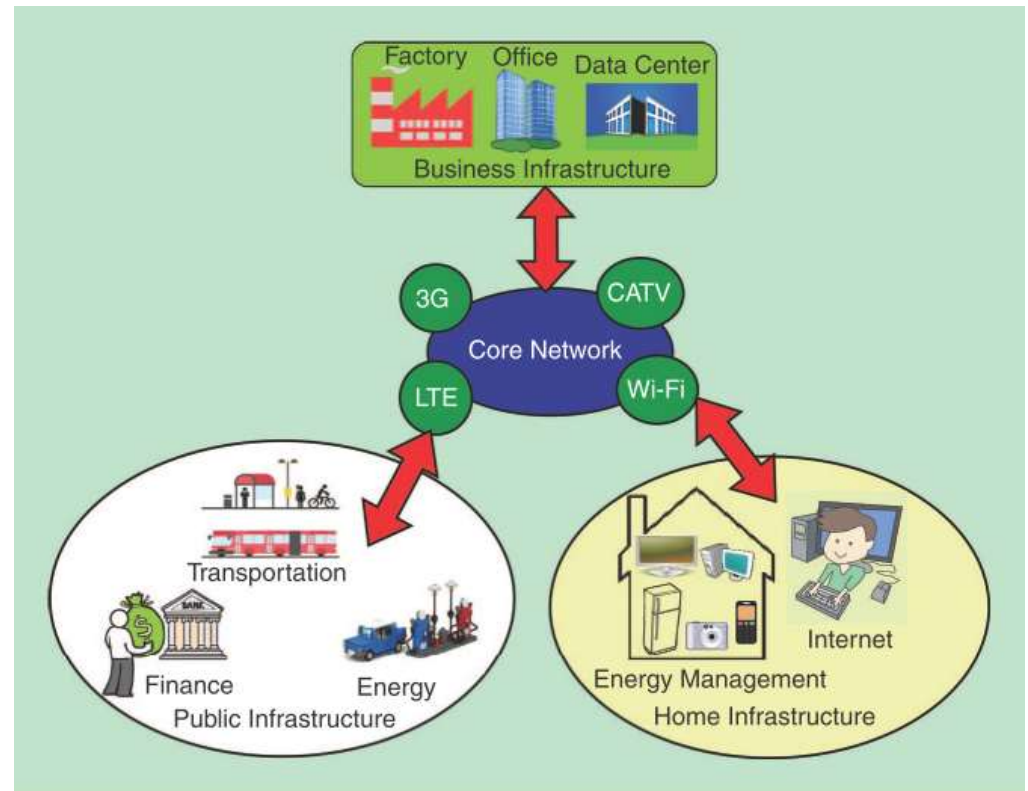 Factory Office Data Center
Business Infrastructure
3G
CATV
Core Network
LTE
Wi-Fi
Transportation
BANK
$
Finance
Energy
Public Infrastructure
Internet
Energy Management
Home Infrastructure